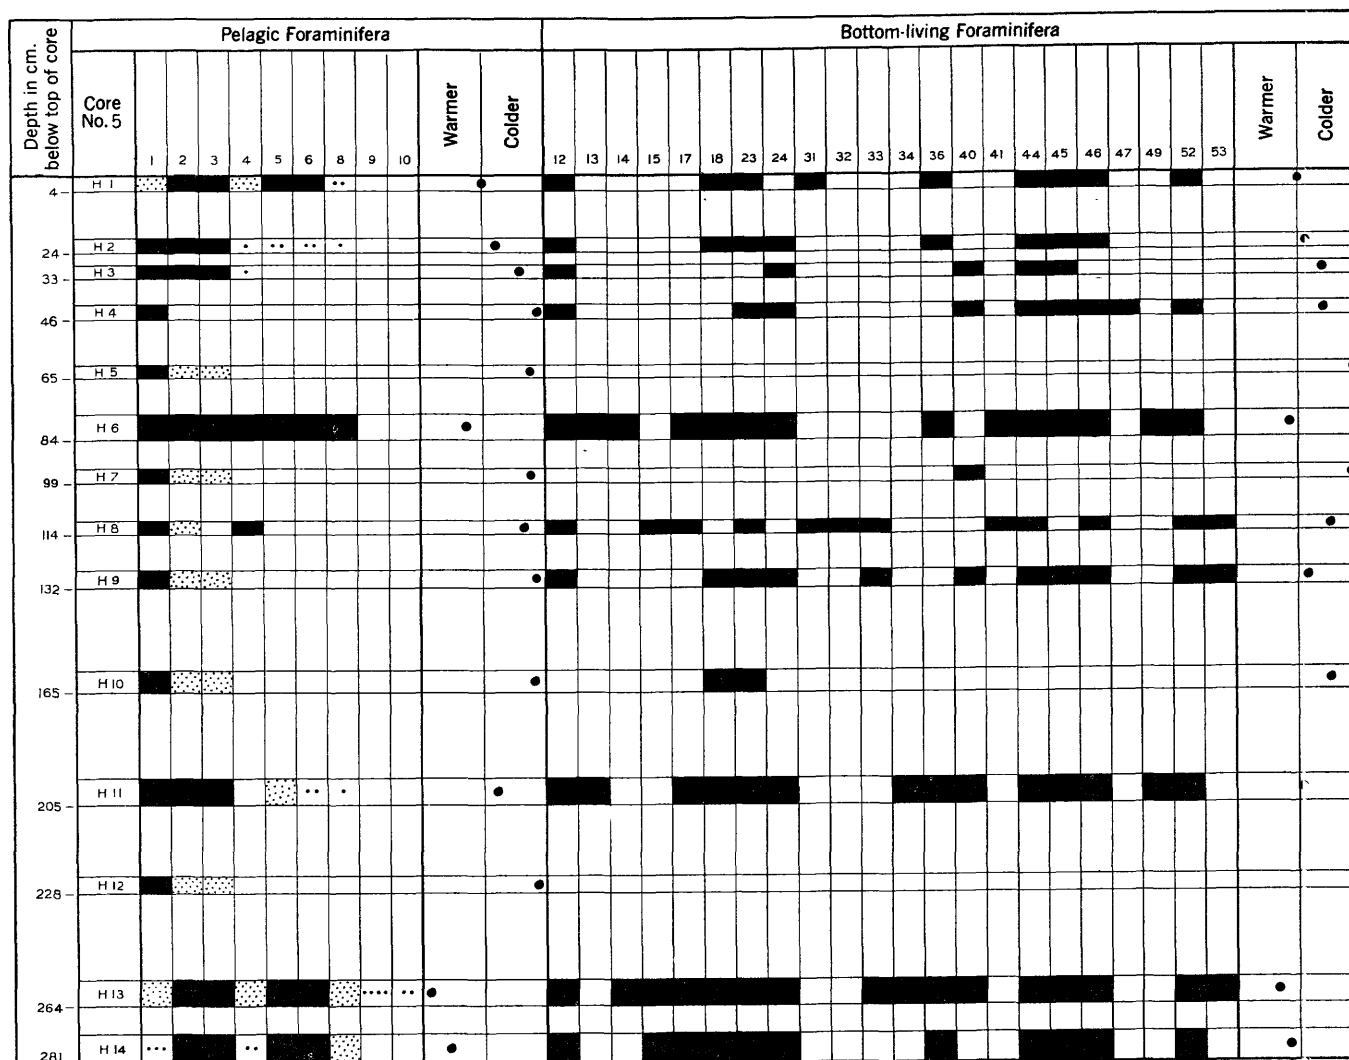 Depth in cm.
below top of core
Pelagic Foraminifera
Bottom-living Foraminifera
Core
No. 5
Warmer
Colder
Warmer
Colder
1 2 3 4 5 6 8 9 10 12 13 14 15 17 18 23 24 31 32 33 34 36 40 41 44 45 46 47 49 52 53
H 1
4
H 2
24
H 3
33
H 4
46
H 5
65
H 6
84
H 7
99
H 8
114
H 9
132
H 10
165
H 11
205
H 12
228
H 13
264
H 14
281